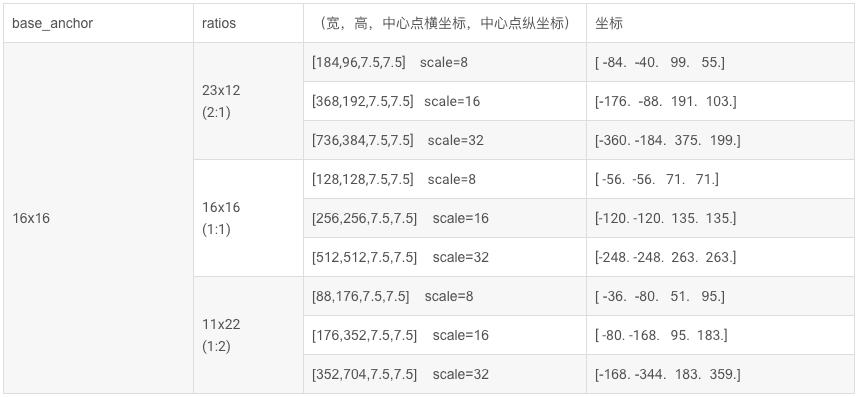 base_anchor ratios （宽，高，中心点横坐标，中心点纵坐标） 坐标
16x16
23x12
(2:1)
[184,96,7.5,7.5] scale=8 [ -84. -40. 99. 55.]
[368,192,7.5,7.5] scale=16 [-176. -88. 191. 103.]
[736,384,7.5,7.5] scale=32 [-360. -184. 375. 199.]
16x16
(1:1)
[128,128,7.5,7.5] scale=8 [ -56. -56. 71. 71.]
[256,256,7.5,7.5] scale=16 [-120. -120. 135. 135.]
[512,512,7.5,7.5] scale=32 [-248. -248. 263. 263.]
11x22
(1:2)
[88,176,7.5,7.5] scale=8 [ -36. -80. 51. 95.]
[176,352,7.5,7.5] scale=16 [ -80. -168. 95. 183.]
[352,704,7.5,7.5] scale=32 [-168. -344. 183. 359.]